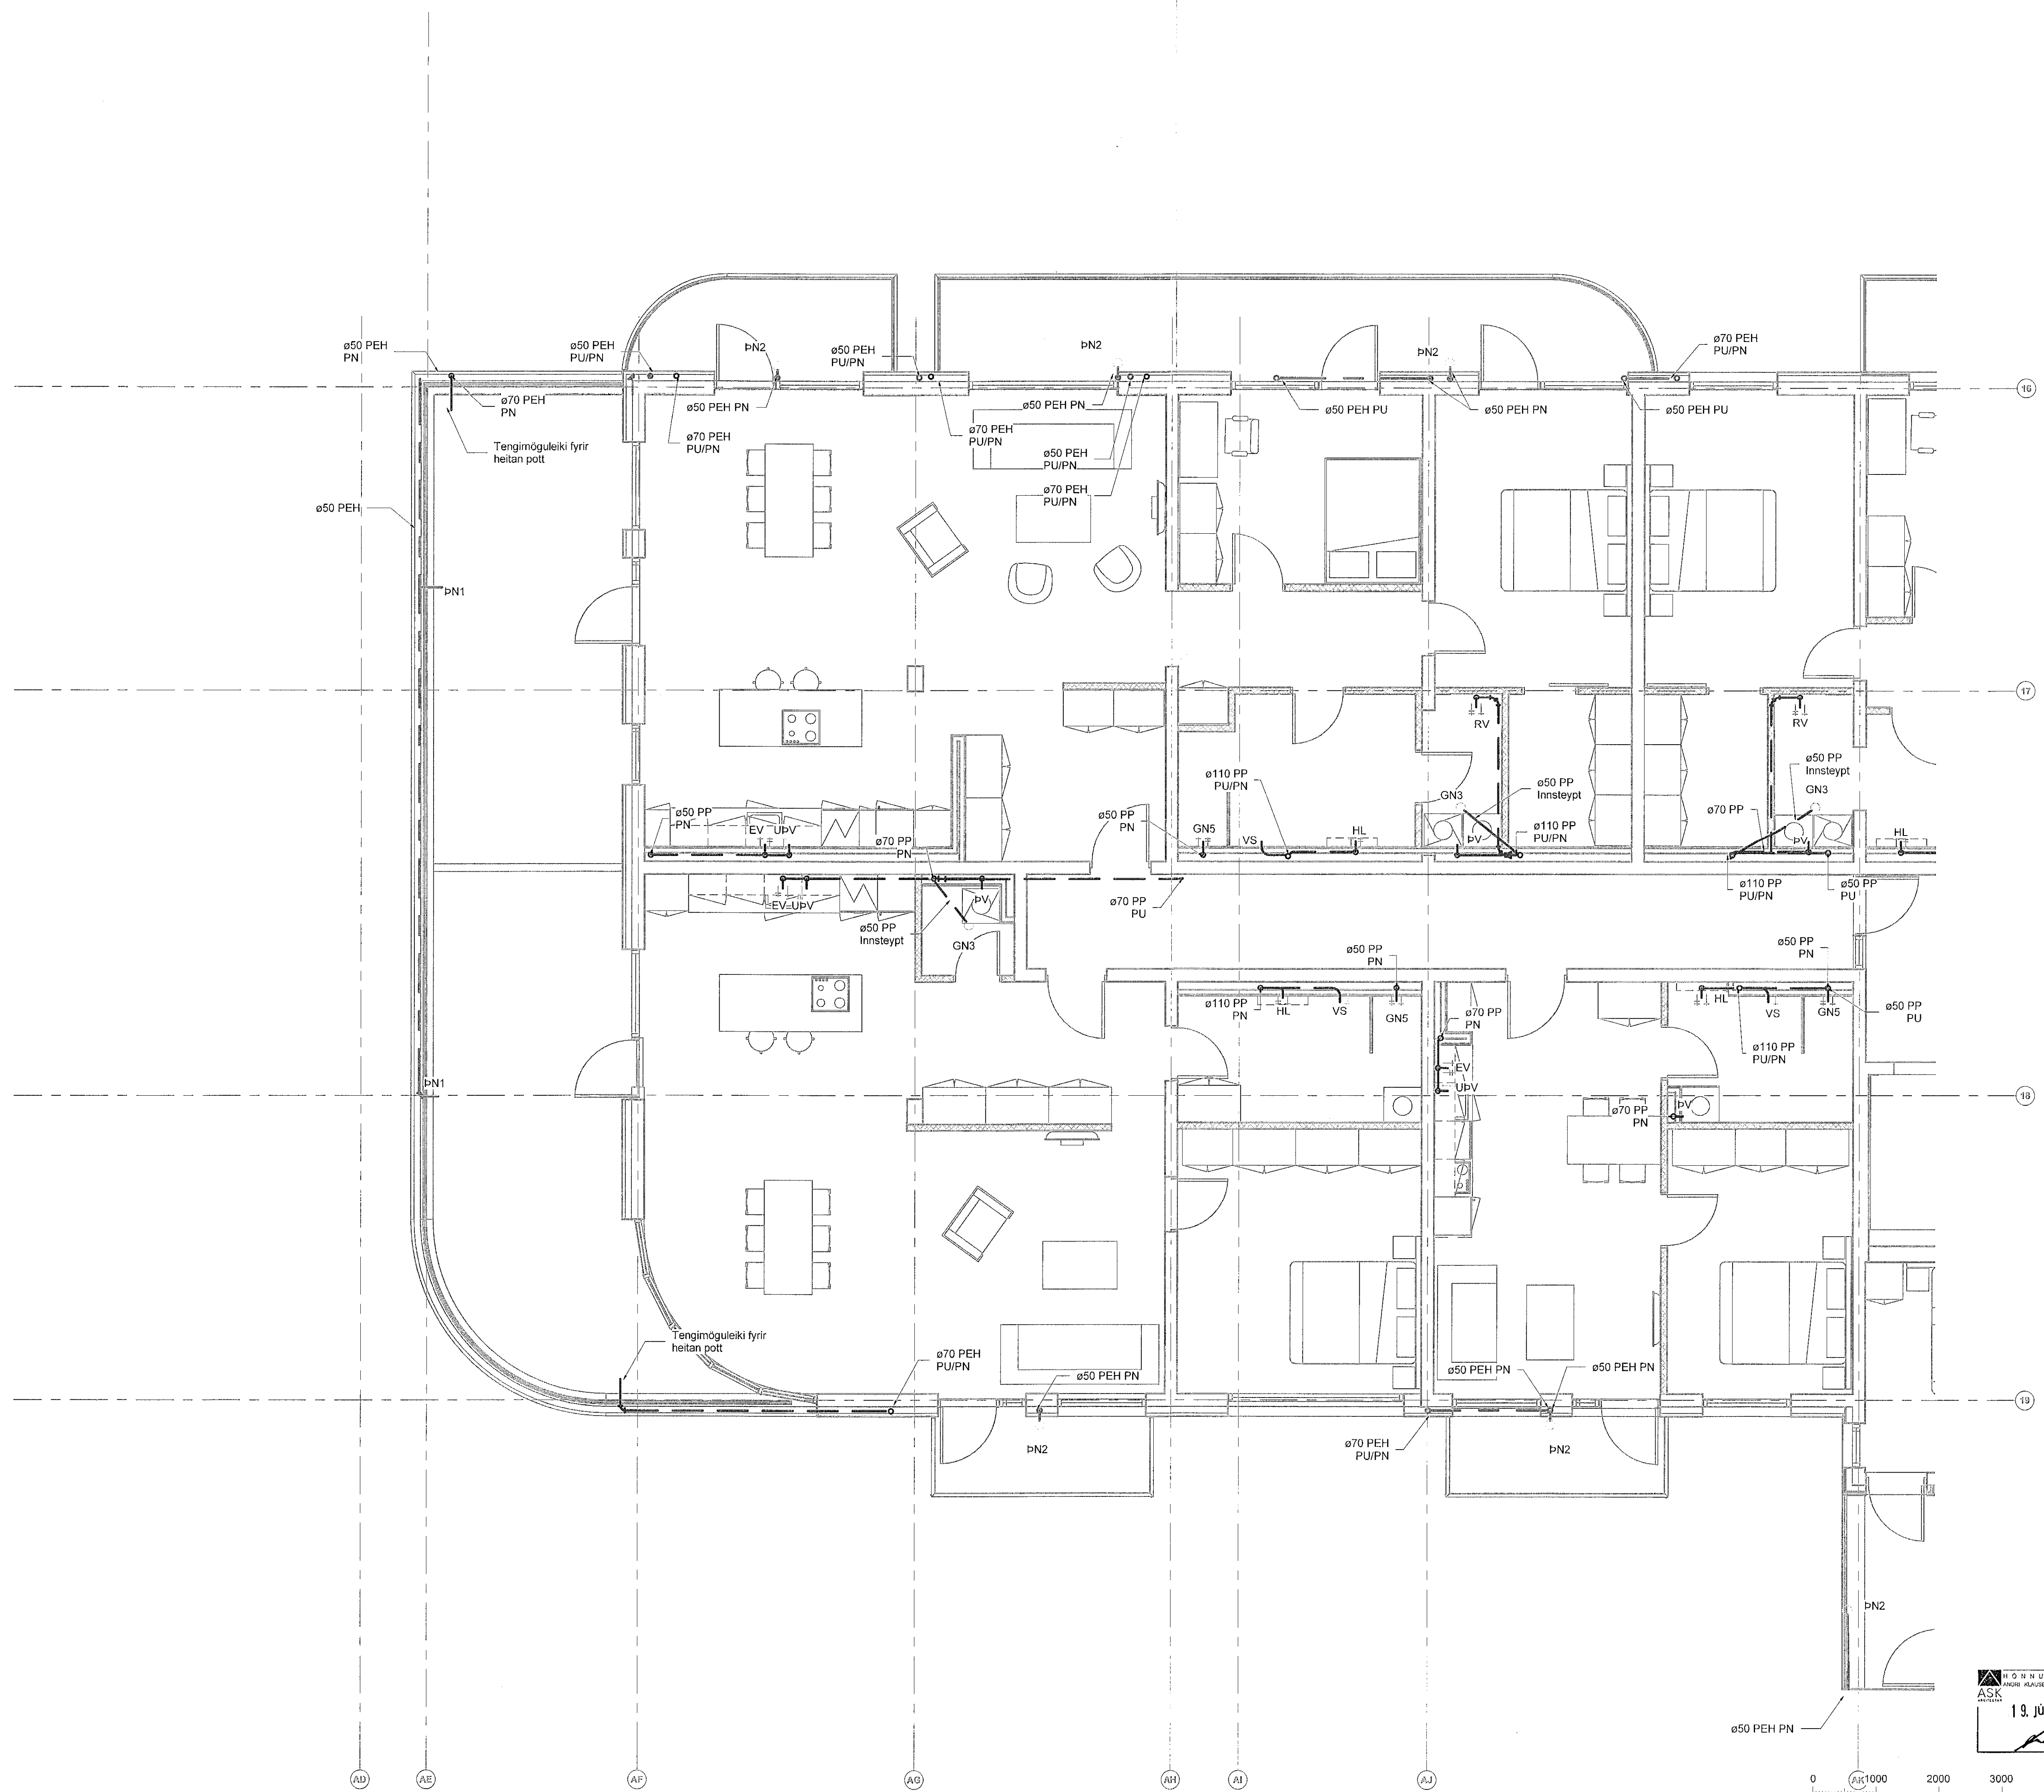 ø50 PEH
PN
ø50 PEH
PU/PN
ÞN2
ø50 PEH
PU/PN
ÞN2
ÞN2
ø70 PEH
PU/PN
16
ø70 PEH
PN
ø50 PEH PN
ø50 PEH PN
ø50 PEH PU
ø50 PEH PN
ø50 PEH PU
Tengimöguleiki fyrir
heitan pott
ø70 PEH
PU/PN
ø70 PEH
PU/PN
ø50 PEH
PU/PN
ø70 PEH
PU/PN
ø50 PEH
ÞN1
17
RV
RV
ø110 PP
PU/PN
GN3
ø50 PP
Innsteypt
ø50 PP
Innsteypt
GN3
ø50 PP
PN
EV
UÞV
ø70 PP
PN
ø50 PP
PN
GN5
VS
HL
ÞV
ø110 PP
PU/PN
ø70 PP
ÞV
HL
EV
UÞV
ÞV
ø50 PP
Innsteypt
GN3
ø70 PP
PU
ø110 PP
PU/PN
ø50 PP
PU
ø50 PP
PN
ø50 PP
PN
ø110 PP
PN
HL
VS
GN5
ø70 PP
PN
HL
VS
GN5
ø50 PP
PU
ø110 PP
PU/PN
EV
UÞV
ÞN1
18
ø70 PP
PN
ÞV
Tengimöguleiki fyrir
heitan pott
ø70 PEH
PU/PN
ø50 PEH PN
ø50 PEH PN
ø50 PEH PN
19
ÞN2
ø70 PEH
PU/PN
ÞN2
ÞN2
ø50 PEH PN
HÖNNU
ANDRI KLAUSE
ASK
ARKITEKTAR
19. JÚ
AD
AE
AF
AG
AH
AI
AJ
AK
0
1000
2000
3000